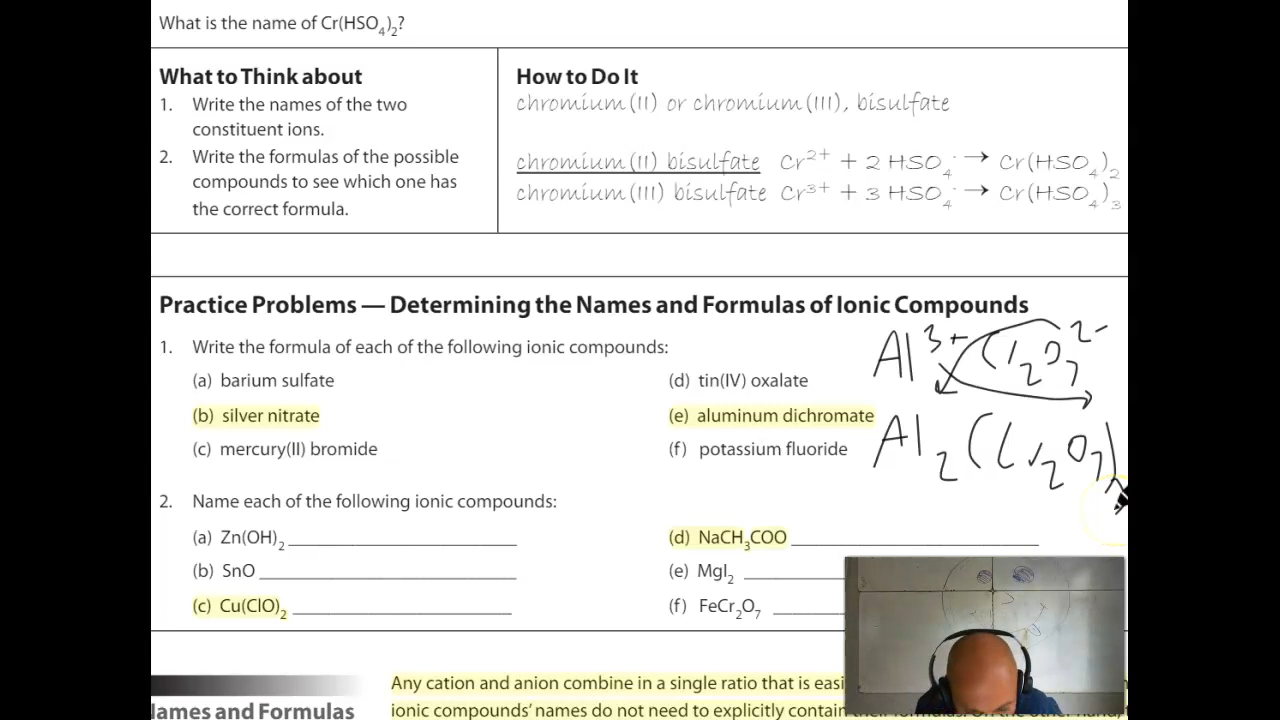 What is the name of Cr(HSO₄)₂?
What to Think about
1. Write the names of the two
constituent ions.
2. Write the formulas of the possible
compounds to see which one has
the correct formula.
How to Do It
chromium(II) or chromium(III), bisulfate
chromium(II) bisulfate Cr²⁺ + 2 HSO₄⁻ → Cr(HSO₄)₂
chromium(III) bisulfate Cr³⁺ + 3 HSO₄⁻ → Cr(HSO₄)₃
Practice Problems — Determining the Names and Formulas of Ionic Compounds
1. Write the formula of each of the following ionic compounds:
(a) barium sulfate
(b) silver nitrate
(c) mercury(II) bromide
(d) tin(IV) oxalate
(e) aluminum dichromate
(f) potassium fluoride
Al³⁺ Cr₂O₇²⁻
Al₂(Cr₂O₇)
2. Name each of the following ionic compounds:
(a) Zn(OH)₂
(b) SnO
(c) Cu(ClO)₂
(d) NaCH₃COO
(e) MgI₂
(f) FeCr₂O₇
Any cation and anion combine in a single ratio that is
Names and Formulas
ionic compounds' names do not need to explicitly contain